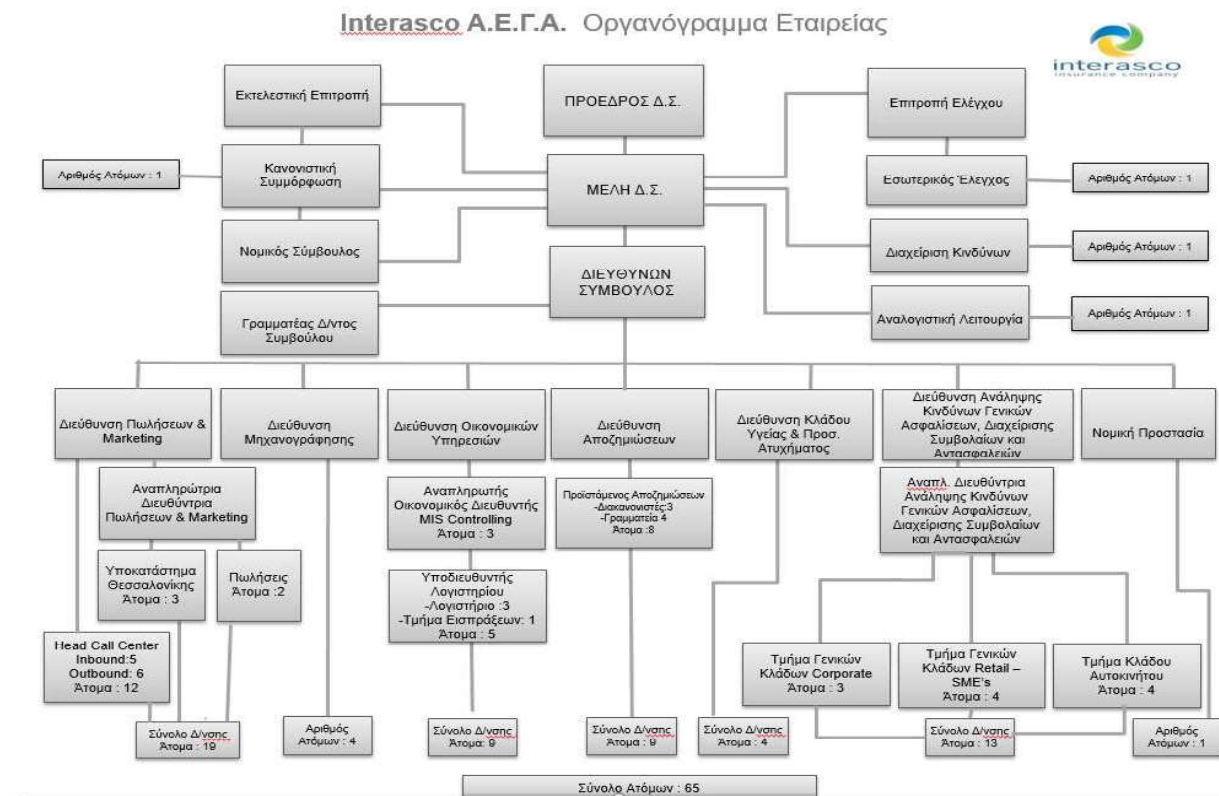 Interasco Α.Ε.Γ.Α. Οργανόγραμμα Εταιρείας
interasco
insurance company
Εκτελεστική Επιτροπή
ΠΡΟΕΔΡΟΣ Δ.Σ.
Επιτροπή Ελέγχου
Αριθμός Ατόμων : 1
Κανονιστική
Συμμόρφωση
ΜΕΛΗ Δ.Σ.
Εσωτερικός Έλεγχος
Αριθμός Ατόμων : 1
Νομικός Σύμβουλος
ΔΙΕΥΘΥΝΩΝ
ΣΥΜΒΟΥΛΟΣ
Διαχείριση Κινδύνων
Αριθμός Ατόμων : 1
Γραμματέας Δ/ντος
Συμβούλου
Αναλογιστική Λειτουργία
Αριθμός Ατόμων : 1
Διεύθυνση Πωλήσεων &
Marketing
Διεύθυνση
Μηχανογράφησης
Διεύθυνση Οικονομικών
Υπηρεσιών
Διεύθυνση
Αποζημιώσεων
Διεύθυνση Κλάδου
Υγείας & Προσ.
Ατυχήματος
Διεύθυνση Ανάληψης
Κινδύνων Γενικών
Ασφαλίσεων, Διαχείρισης
Συμβολαίων και
Αντασφαλειών
Νομική Προστασία
Αναπληρώτρια
Διευθύντρια
Πωλήσεων & Marketing
Αναπληρωτής
Οικονομικός Διευθυντής
MIS Controlling
Άτομα : 3
Προϊστάμενος Αποζημιώσεων
-Διακανονιστές:3
-Γραμματεία 4
Άτομα :8
Αναπλ. Διευθύντρια
Ανάληψης Κινδύνων
Γενικών Ασφαλίσεων,
Διαχείρισης Συμβολαίων
και Αντασφαλειών
Υποκατάστημα
Θεσσαλονίκης
Άτομα : 3
Πωλήσεις
Άτομα :2
Υποδιευθυντής
Λογιστηρίου
-Λογιστήριο :3
-Τμήμα Εισπράξεων: 1
Άτομα : 5
Head Call Center
Inbound:5
Outbound: 6
Άτομα : 12
Τμήμα Γενικών
Κλάδων Corporate
Άτομα : 3
Τμήμα Γενικών
Κλάδων Retail –
SME's
Άτομα : 4
Τμήμα Κλάδου
Αυτοκινήτου
Άτομα : 4
Σύνολο Δ/νσης
Άτομα : 19
Αριθμός
Ατόμων : 4
Σύνολο Δ/νσης
Άτομα: 9
Σύνολο Δ/νσης
Άτομα : 9
Σύνολο Δ/νσης
Άτομα : 4
Σύνολο Δ/νσης
Άτομα : 13
Αριθμός
Ατόμων : 1
Σύνολο Ατόμων : 65